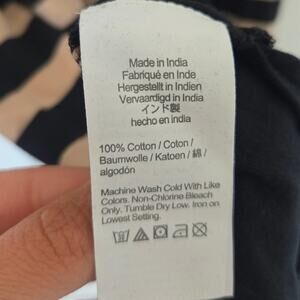 Made in India
Fabriqué en Inde
Hergestellt in Indien
Vervaardigd in India
インド製
hecho en india
100% Cotton / Coton /
Baumwolle / Katoen / 綿 /
algodón
Machine Wash Cold With Like
Colors. Non-Chlorine Bleach
Only. Tumble Dry Low. Iron on
Lowest Setting.